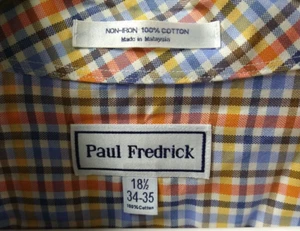 NON-IRON 100% COTTON
Made in Malaysia
Paul Fredrick
18½
34-35
100% Cotton